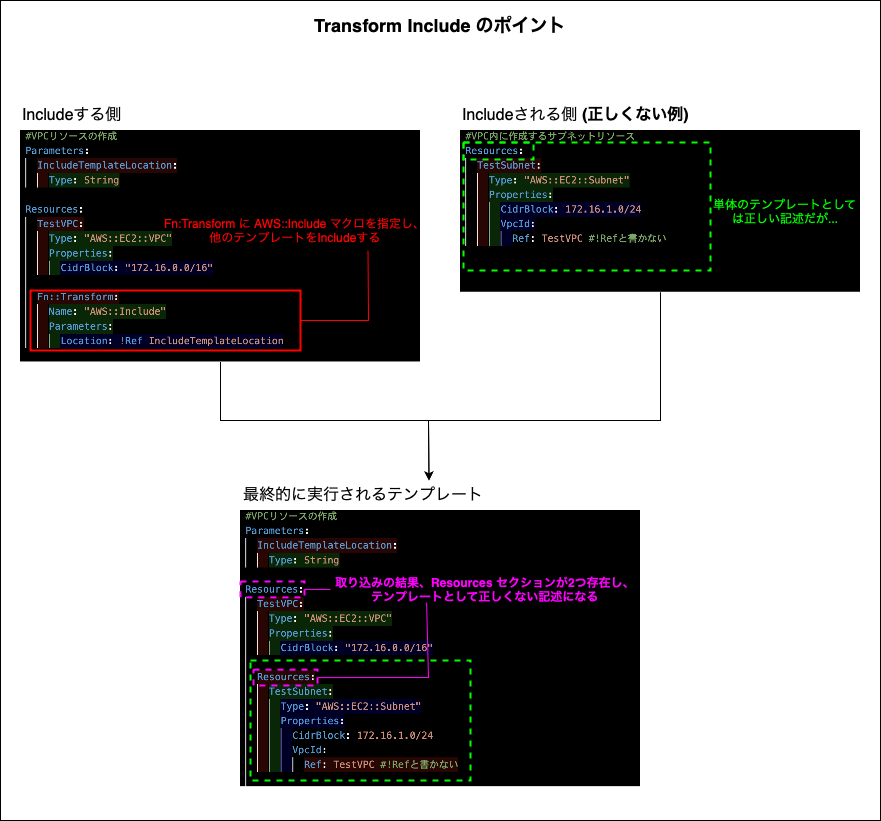 Transform Include のポイント
Includeする側
#VPCリソースの作成
Parameters:
IncludeTemplateLocation:
Type: String
Resources:
TestVPC:
Type: "AWS::EC2::VPC"
Properties:
CidrBlock: "172.16.0.0/16"
Fn::Transform:
Name: "AWS::Include"
Parameters:
Location: !Ref IncludeTemplateLocation
Fn:Transform に AWS::Include マクロを指定し、
他のテンプレートをIncludeする
Includeされる側 (正しくない例)
#VPC内に作成するサブネットリソース
Resources:
TestSubnet:
Type: "AWS::EC2::Subnet"
Properties:
CidrBlock: 172.16.1.0/24
VpcId:
Ref: TestVPC #!Refと書かない
単体のテンプレートとして
は正しい記述だが...
最終的に実行されるテンプレート
#VPCリソースの作成
Parameters:
IncludeTemplateLocation:
Type: String
Resources:
TestVPC:
Type: "AWS::EC2::VPC"
Properties:
CidrBlock: "172.16.0.0/16"
取り込みの結果、Resources セクションが2つ存在し、
テンプレートとして正しくない記述になる
Resources:
TestSubnet:
Type: "AWS::EC2::Subnet"
Properties:
CidrBlock: 172.16.1.0/24
VpcId:
Ref: TestVPC #!Refと書かない